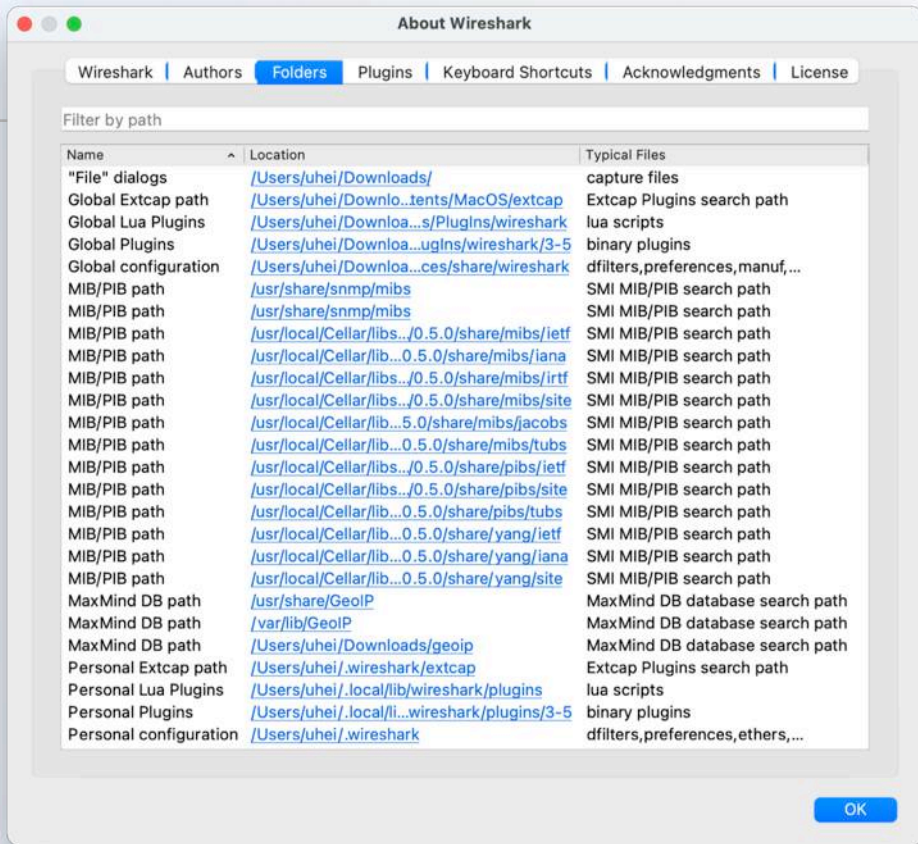 About Wireshark
Wireshark Authors Folders Plugins Keyboard Shortcuts Acknowledgments License
Filter by path
Name Location Typical Files
"File" dialogs /Users/uhei/Downloads/ capture files
Global Extcap path /Users/uhei/Downlo...tents/MacOS/extcap Extcap Plugins search path
Global Lua Plugins /Users/uhei/Downloa...s/PlugIns/wireshark lua scripts
Global Plugins /Users/uhei/Downloa...ugIns/wireshark/3-5 binary plugins
Global configuration /Users/uhei/Downloa...ces/share/wireshark dfilters,preferences,manuf,...
MIB/PIB path /usr/share/snmp/mibs SMI MIB/PIB search path
MIB/PIB path /usr/share/snmp/mibs SMI MIB/PIB search path
MIB/PIB path /usr/local/Cellar/libs.../0.5.0/share/mibs/ietf SMI MIB/PIB search path
MIB/PIB path /usr/local/Cellar/lib...0.5.0/share/mibs/iana SMI MIB/PIB search path
MIB/PIB path /usr/local/Cellar/libs.../0.5.0/share/mibs/irtf SMI MIB/PIB search path
MIB/PIB path /usr/local/Cellar/libs.../0.5.0/share/mibs/site SMI MIB/PIB search path
MIB/PIB path /usr/local/Cellar/lib...5.0/share/mibs/jacobs SMI MIB/PIB search path
MIB/PIB path /usr/local/Cellar/lib...0.5.0/share/mibs/tubs SMI MIB/PIB search path
MIB/PIB path /usr/local/Cellar/libs.../0.5.0/share/pibs/ietf SMI MIB/PIB search path
MIB/PIB path /usr/local/Cellar/libs.../0.5.0/share/pibs/site SMI MIB/PIB search path
MIB/PIB path /usr/local/Cellar/lib...0.5.0/share/pibs/tubs SMI MIB/PIB search path
MIB/PIB path /usr/local/Cellar/lib...0.5.0/share/yang/ietf SMI MIB/PIB search path
MIB/PIB path /usr/local/Cellar/lib...0.5.0/share/yang/iana SMI MIB/PIB search path
MIB/PIB path /usr/local/Cellar/lib...0.5.0/share/yang/site SMI MIB/PIB search path
MaxMind DB path /usr/share/GeoIP MaxMind DB database search path
MaxMind DB path /var/lib/GeoIP MaxMind DB database search path
MaxMind DB path /Users/uhei/Downloads/geoip MaxMind DB database search path
Personal Extcap path /Users/uhei/.wireshark/extcap Extcap Plugins search path
Personal Lua Plugins /Users/uhei/.local/lib/wireshark/plugins lua scripts
Personal Plugins /Users/uhei/.local/li...wireshark/plugins/3-5 binary plugins
Personal configuration /Users/uhei/.wireshark dfilters,preferences,ethers,...
OK